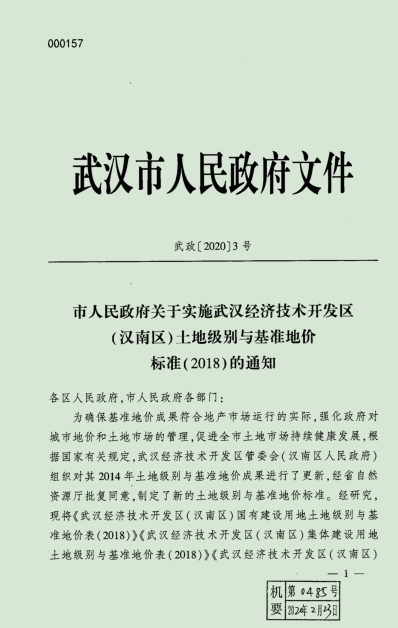 000157
武汉市人民政府文件
武政〔2020〕3号
市人民政府关于实施武汉经济技术开发区
(汉南区)土地级别与基准地价
标准(2018)的通知
各区人民政府,市人民政府各部门:
为确保基准地价成果符合地产市场运行的实际,强化政府对
城市地价和土地市场的管理,促进全市土地市场持续健康发展,根
据国家有关规定,武汉经济技术开发区管委会(汉南区人民政府)
组织对其2014年土地级别与基准地价成果进行了更新,经省自然
资源厅批复同意,制定了新的土地级别与基准地价标准。经研究,
现将《武汉经济技术开发区(汉南区)国有建设用地土地级别与基
准地价表(2018)》《武汉经济技术开发区(汉南区)集体建设用地
土地级别与基准地价表(2018)》《武汉经济技术开发区(汉南区)
— 1 —
机要
第0485号
2024年2月23日